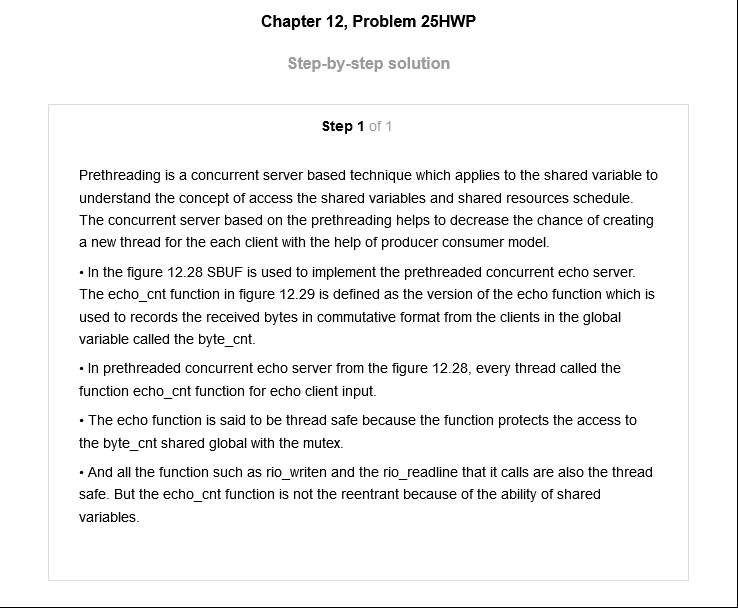 Chapter 12, Problem 25HWP
Step-by-step solution
Step 1 of 1
Prethreading is a concurrent server based technique which applies to the shared variable to
understand the concept of access the shared variables and shared resources schedule.
The concurrent server based on the prethreading helps to decrease the chance of creating
a new thread for the each client with the help of producer consumer model.
• In the figure 12.28 SBUF is used to implement the prethreaded concurrent echo server.
The echo_cnt function in figure 12.29 is defined as the version of the echo function which is
used to records the received bytes in commutative format from the clients in the global
variable called the byte_cnt.
• In prethreaded concurrent echo server from the figure 12.28, every thread called the
function echo_cnt function for echo client input.
• The echo function is said to be thread safe because the function protects the access to
the byte_cnt shared global with the mutex.
• And all the function such as rio_writen and the rio_readline that it calls are also the thread
safe. But the echo_cnt function is not the reentrant because of the ability of shared
variables.